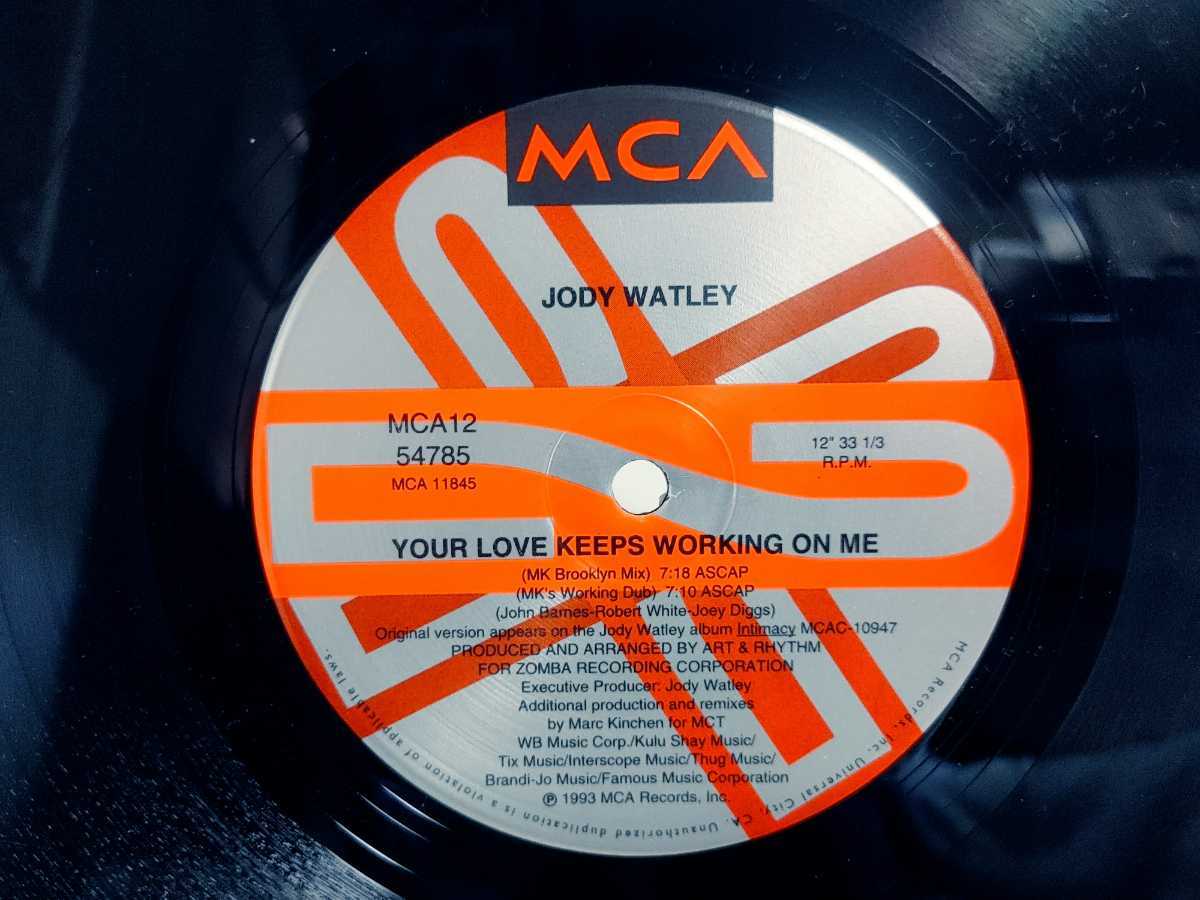 MCA
JODY WATLEY
MCA12
54785
MCA 11845
12" 33 1/3
R.P.M.
YOUR LOVE KEEPS WORKING ON ME
(MK Brooklyn Mix) 7:18 ASCAP
(MK's Working Dub) 7:10 ASCAP
(John Barnes-Robert White-Joey Diggs)
Original version appears on the Jody Watley album Intimacy MCAC-10947
PRODUCED AND ARRANGED BY ART & RHYTHM
FOR ZOMBA RECORDING CORPORATION
Executive Producer: Jody Watley
Additional production and remixes
by Marc Kinchen for MCT
WB Music Corp./Kulu Shay Music/
Tix Music/Interscope Music/Thug Music/
Brandi-Jo Music/Famous Music Corporation
℗ 1993 MCA Records, Inc.
MCA Records, Inc. Universal City, CA. Unauthorized duplication is a violation of applicable laws.